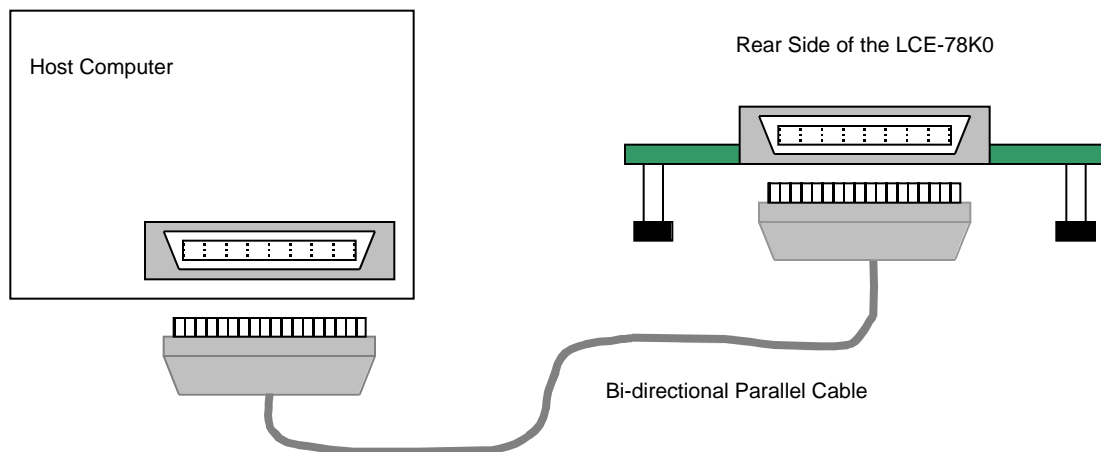 Host Computer
Rear Side of the LCE-78K0
Bi-directional Parallel Cable